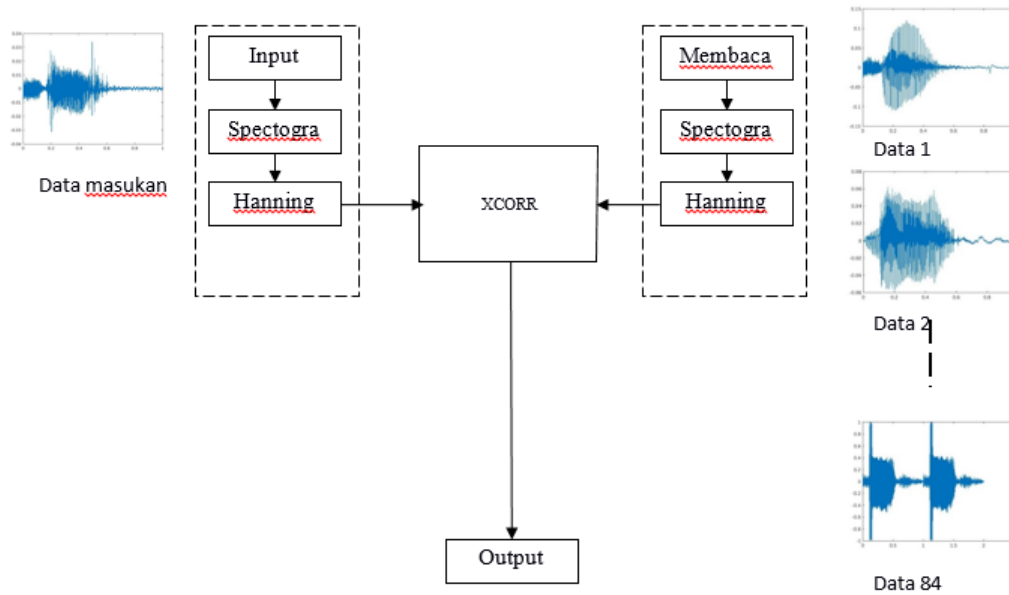 Input
Spectogra
Hanning
Data masukan
XCORR
Membaca
Spectogra
Hanning
Data 1
Data 2
Data 84
Output